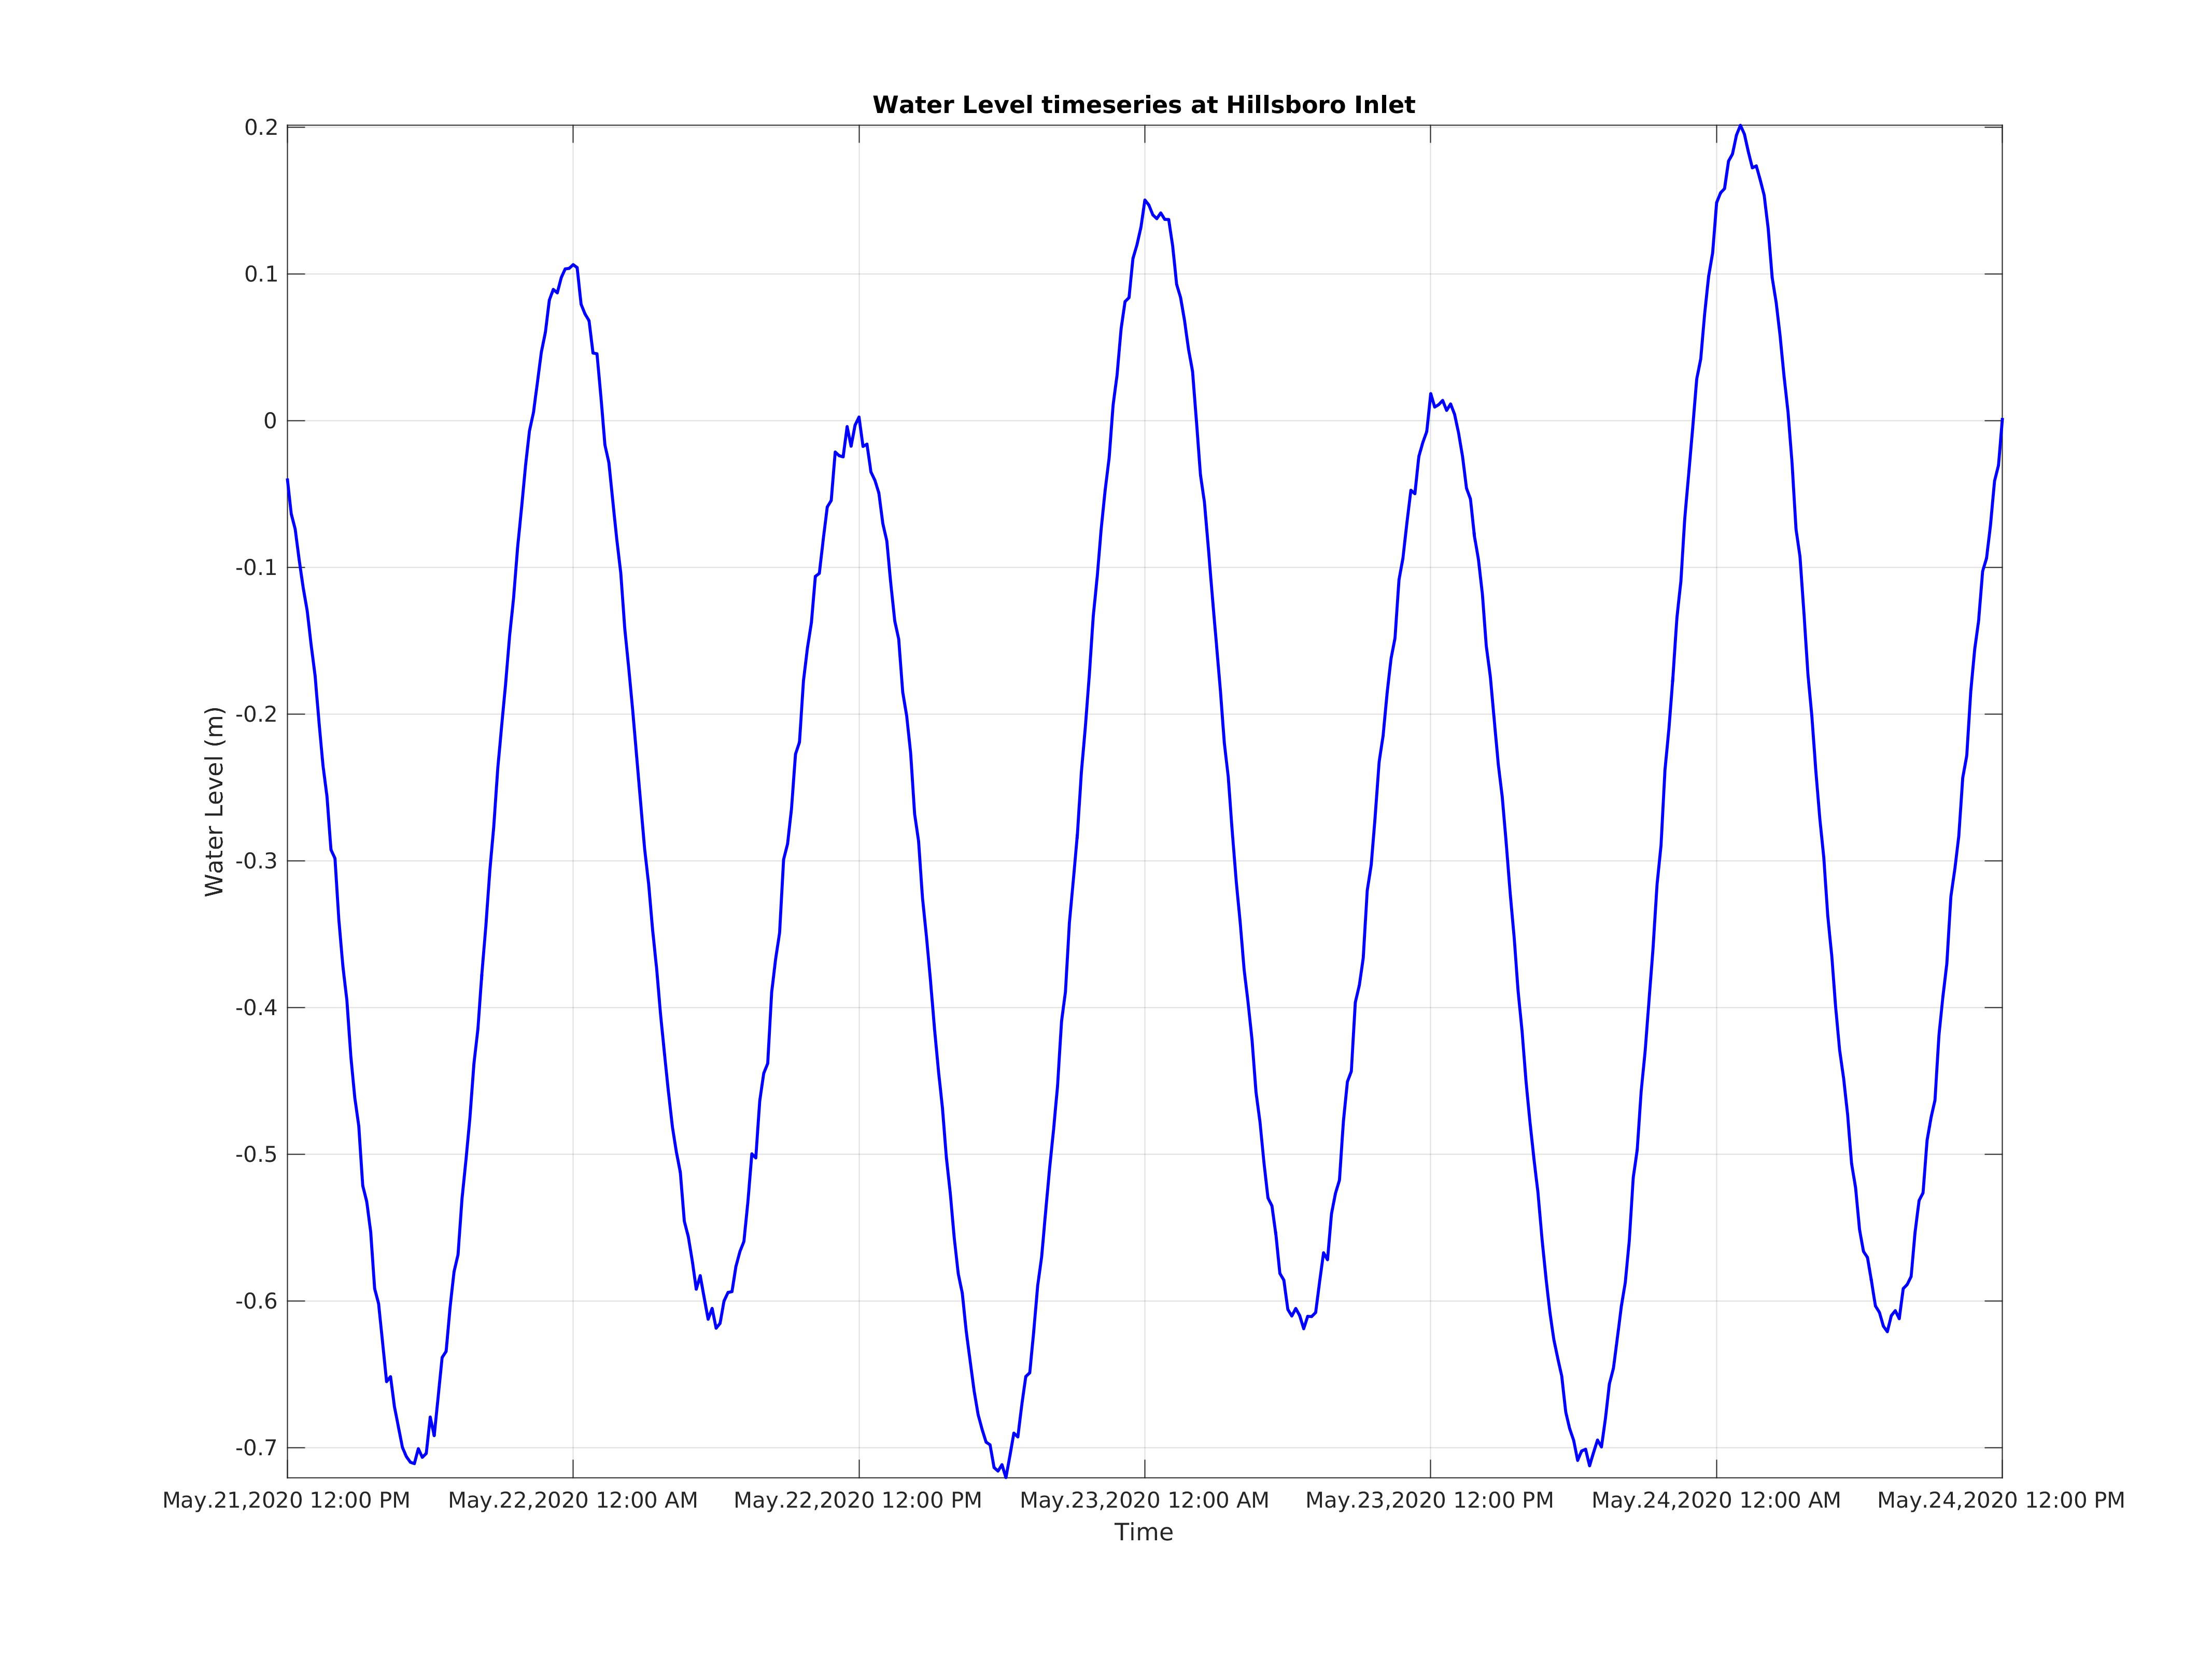 Water Level timeseries at Hillsboro Inlet
0.2
0.1
0
-0.1
-0.2
-0.3
-0.4
-0.5
-0.6
-0.7
Water Level (m)
May.21,2020 12:00 PM
May.22,2020 12:00 AM
May.22,2020 12:00 PM
May.23,2020 12:00 AM
May.23,2020 12:00 PM
May.24,2020 12:00 AM
May.24,2020 12:00 PM
Time